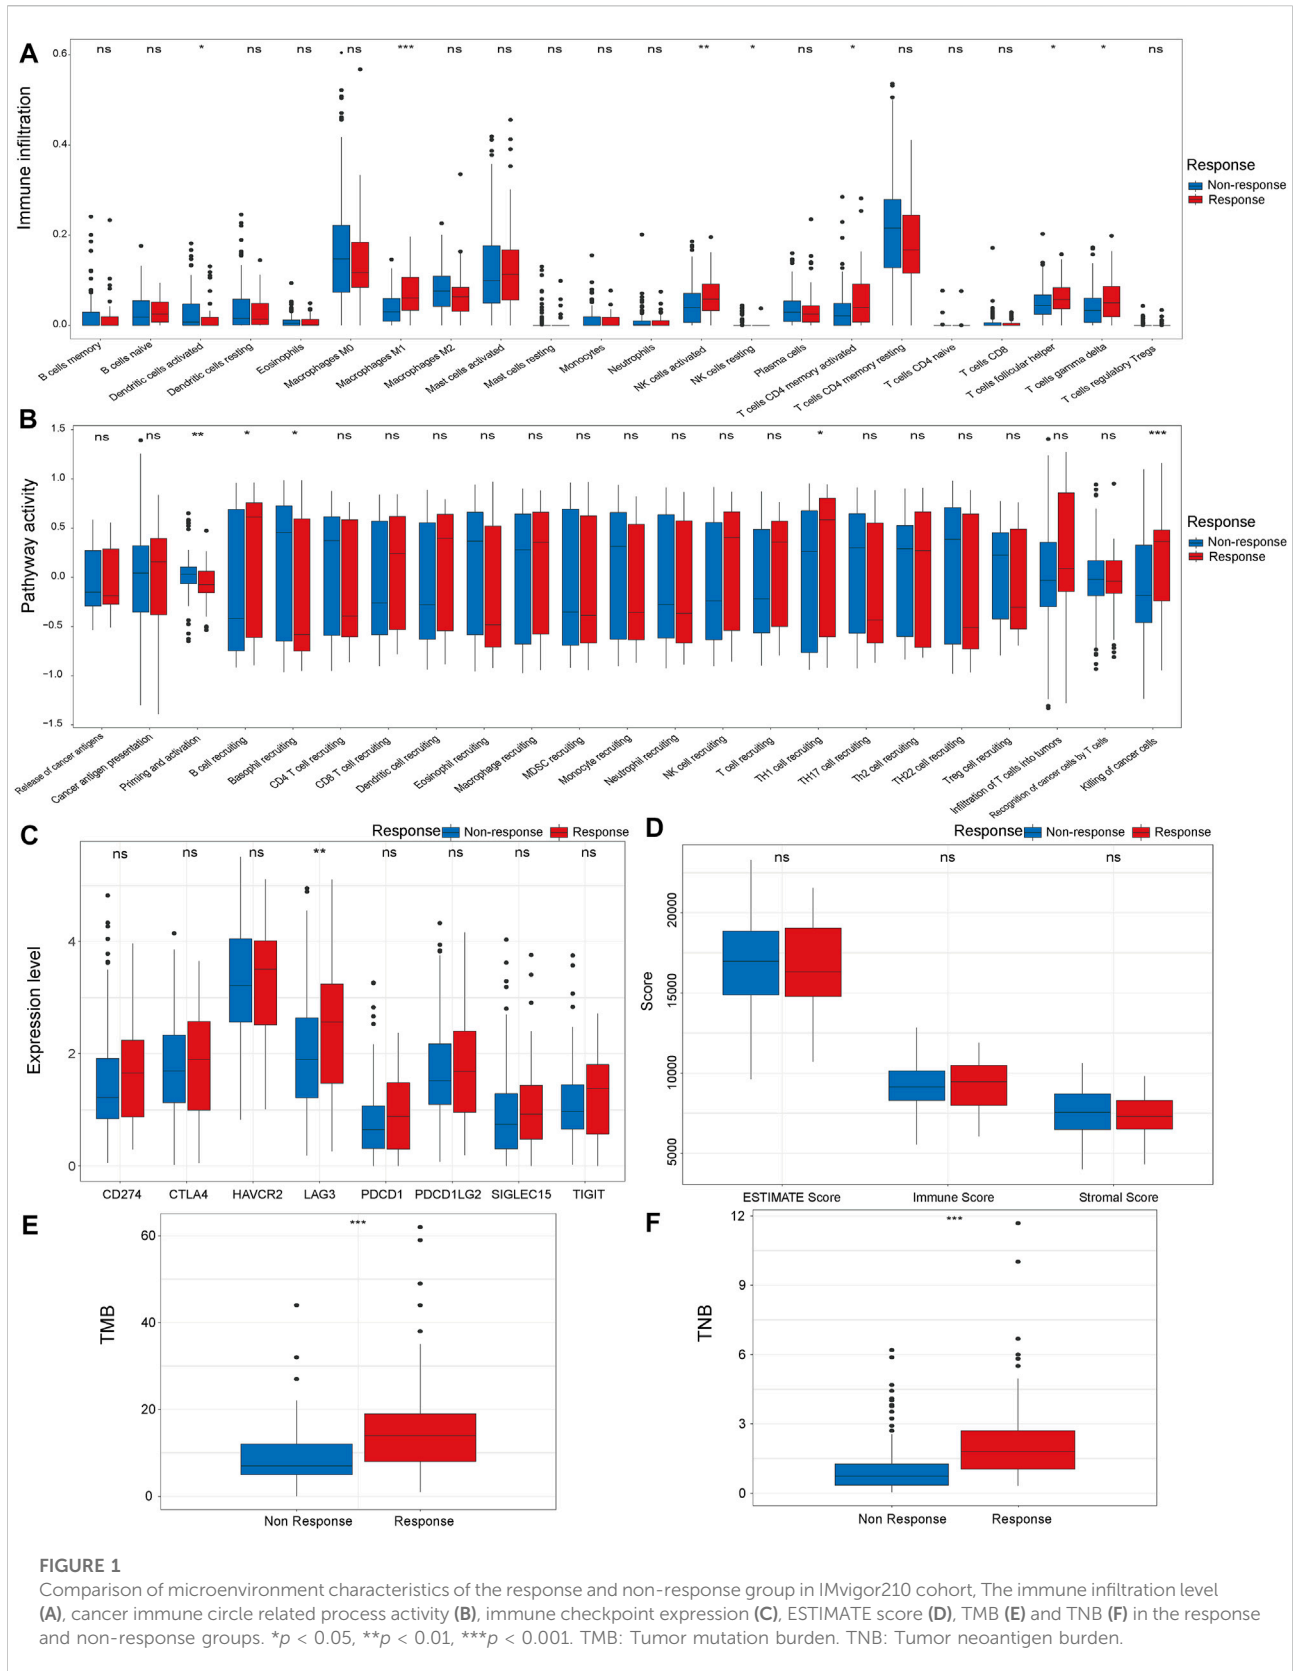 A
ns ns * ns ns ns *** ns ns ns ns ns ** * ns * ns ns ns * * ns
Immune infiltration
0.6
0.4
0.2
0.0
Response
Non-response
Response
B cells memory
B cells naive
Dendritic cells activated
Dendritic cells resting
Eosinophils
Macrophages M0
Macrophages M1
Macrophages M2
Mast cells activated
Mast cells resting
Monocytes
Neutrophils
NK cells activated
NK cells resting
Plasma cells
T cells CD4 memory activated
T cells CD4 memory resting
T cells CD4 naive
T cells CD8
T cells follicular helper
T cells gamma delta
T cells regulatory Tregs
B
ns ns ** * * ns ns ns ns ns ns ns ns ns ns * ns ns ns ns ns ns ***
Pathyway activity
1.5
1.0
0.5
0.0
−0.5
−1.0
−1.5
Response
Non-response
Response
Release of cancer antigens
Cancer antigen presentation
Priming and activation
B cell recruiting
Basophil recruiting
CD4 T cell recruiting
CD8 T cell recruiting
Dendritic cell recruiting
Eosinophil recruiting
Macrophage recruiting
MDSC recruiting
Monocyte recruiting
Neutrophil recruiting
NK cell recruiting
T cell recruiting
TH1 cell recruiting
TH17 cell recruiting
Th2 cell recruiting
TH22 cell recruiting
Treg cell recruiting
Infiltration of T cells into tumors
Recognition of cancer cells by T cells
Killing of cancer cells
C
Response Non-response Response
ns ns ns ** ns ns ns ns
Expression level
4
2
0
CD274 CTLA4 HAVCR2 LAG3 PDCD1 PDCD1LG2 SIGLEC15 TIGIT
D
Response Non-response Response
ns ns ns
Score
20000
15000
10000
5000
ESTIMATE Score Immune Score Stromal Score
E
***
TMB
60
40
20
0
Non Response Response
F
***
TNB
12
9
6
3
0
Non Response Response
FIGURE 1
Comparison of microenvironment characteristics of the response and non-response group in IMvigor210 cohort, The immune infiltration level
(A), cancer immune circle related process activity (B), immune checkpoint expression (C), ESTIMATE score (D), TMB (E) and TNB (F) in the response
and non-response groups. *p < 0.05, **p < 0.01, ***p < 0.001. TMB: Tumor mutation burden. TNB: Tumor neoantigen burden.